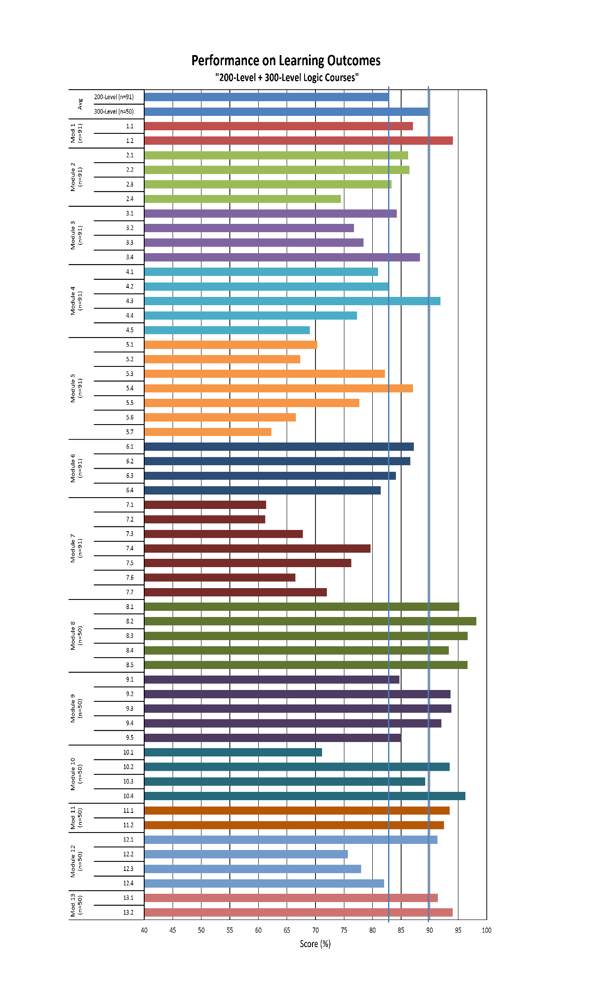 Performance on Learning Outcomes
"200-Level + 300-Level Logic Courses"
Avg
200-Level (n=91)
300-Level (n=50)
Mod 1
(n=91)
1.1
1.2
Module 2
(n=91)
2.1
2.2
2.3
2.4
Module 3
(n=91)
3.1
3.2
3.3
3.4
Module 4
(n=91)
4.1
4.2
4.3
4.4
4.5
Module 5
(n=91)
5.1
5.2
5.3
5.4
5.5
5.6
5.7
Module 6
(n=91)
6.1
6.2
6.3
6.4
Module 7
(n=91)
7.1
7.2
7.3
7.4
7.5
7.6
7.7
Module 8
(n=50)
8.1
8.2
8.3
8.4
8.5
Module 9
(n=50)
9.1
9.2
9.3
9.4
9.5
Module 10
(n=50)
10.1
10.2
10.3
10.4
Mod 11
(n=50)
11.1
11.2
Module 12
(n=50)
12.1
12.2
12.3
12.4
Mod 13
(n=50)
13.1
13.2
40 45 50 55 60 65 70 75 80 85 90 95 100
Score (%)